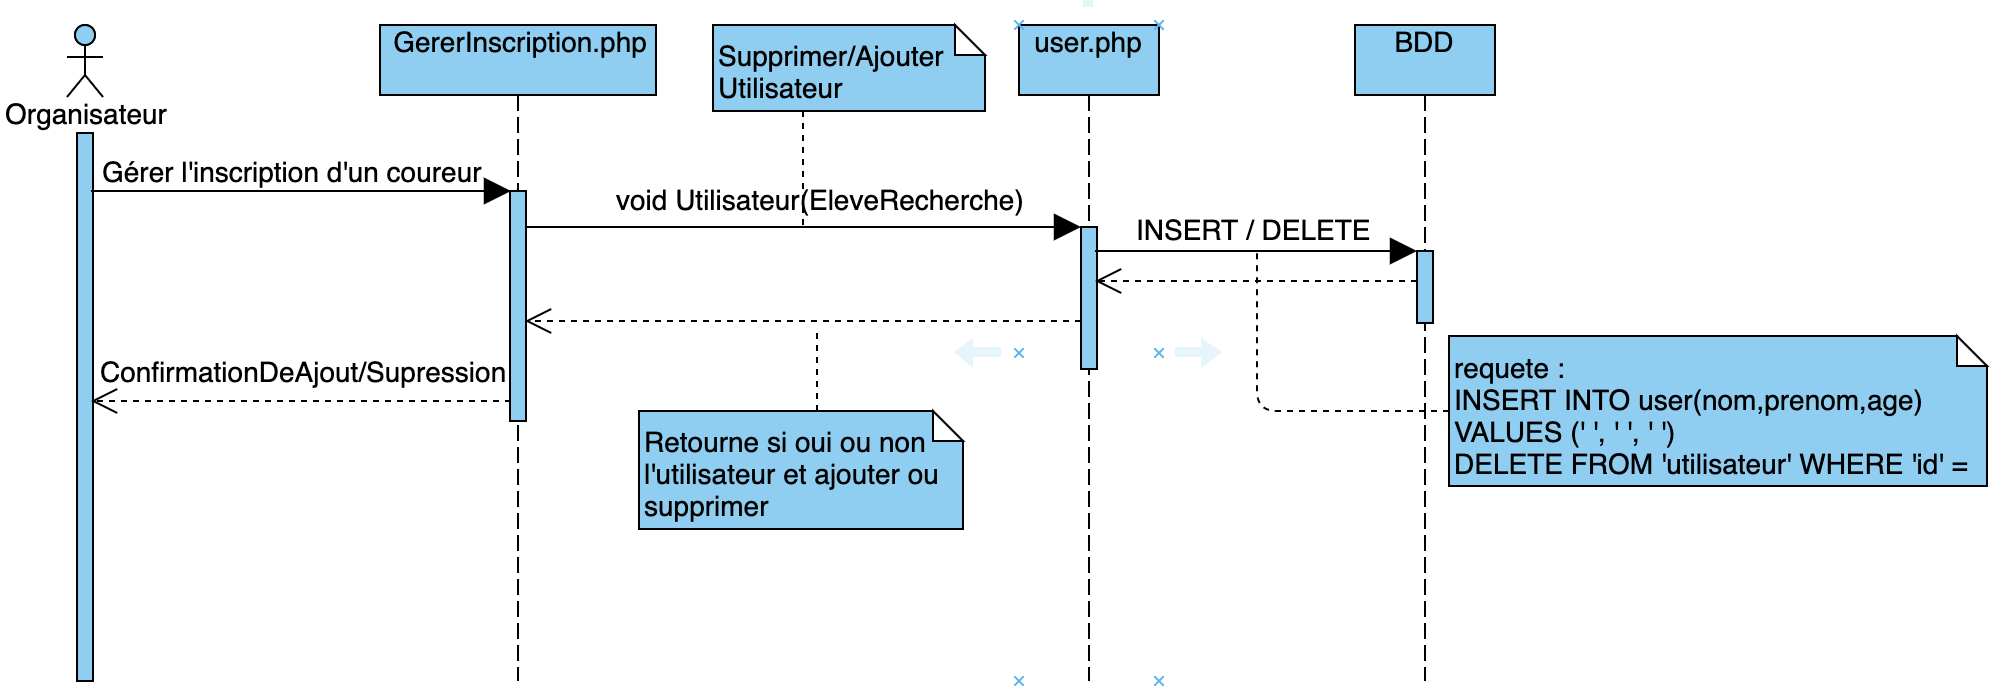 Organisateur
GererInscription.php
Supprimer/Ajouter
Utilisateur
user.php
BDD
Gérer l'inscription d'un coureur
void Utilisateur(EleveRecherche)
INSERT / DELETE
ConfirmationDeAjout/Supression
Retourne si oui ou non
l'utilisateur et ajouter ou
supprimer
requete :
INSERT INTO user(nom,prenom,age)
VALUES (' ', ' ', ' ')
DELETE FROM 'utilisateur' WHERE 'id' =